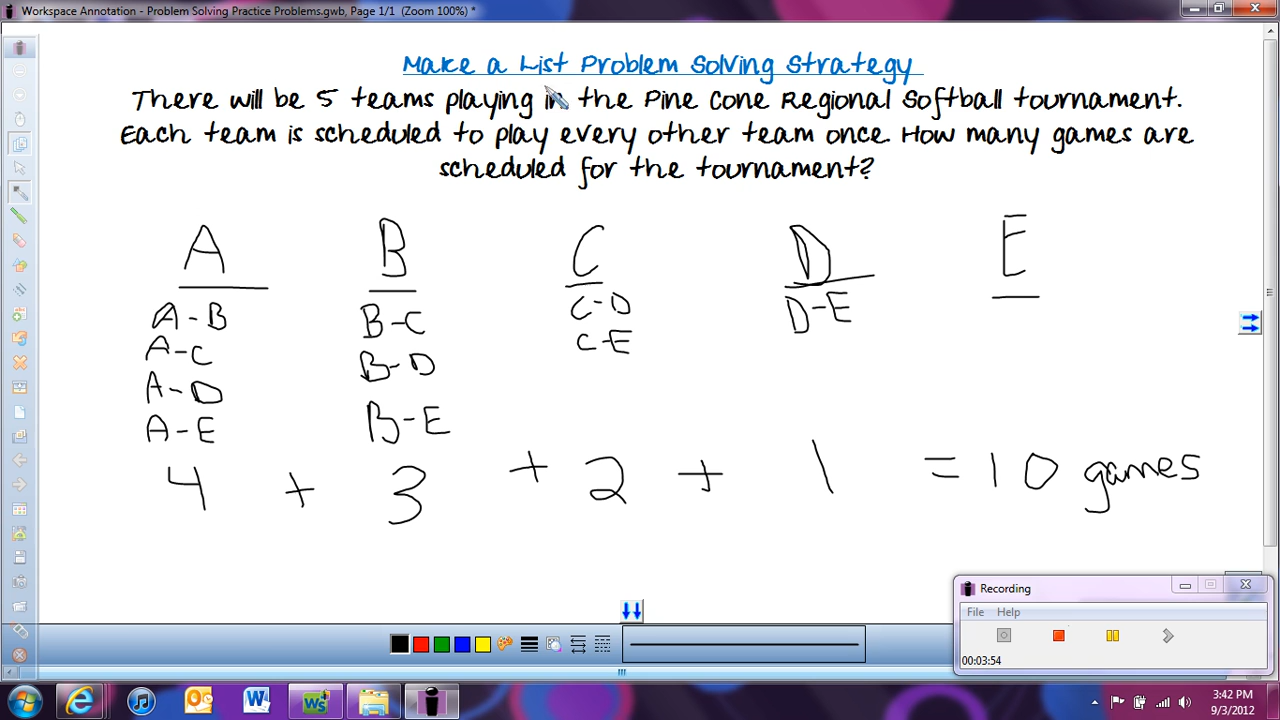 Workspace Annotation - Problem Solving Practice Problems.gwb, Page 1/1 (Zoom 100%) *
Make a List Problem Solving Strategy
There will be 5 teams playing in the Pine Cone Regional Softball tournament.
Each team is scheduled to play every other team once. How many games are
scheduled for the tournament?
A B C D E
A-B B-C C-D D-E
A-C B-D C-E
A-D B-E
A-E
4 + 3 + 2 + 1 = 10 games
Recording
File Help
00:03:54
3:42 PM
9/3/2012